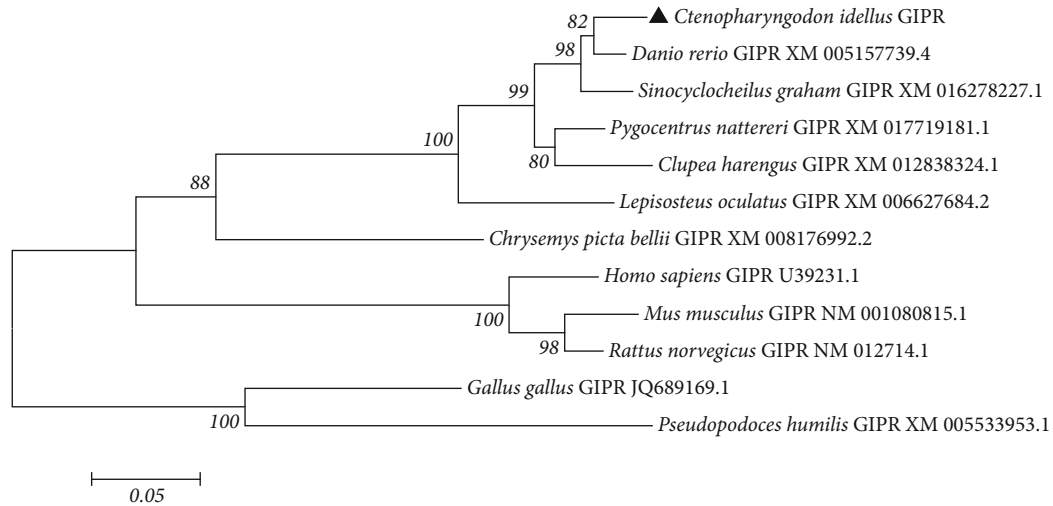 82
Ctenopharyngodon idellus GIPR
98
Danio rerio GIPR XM 005157739.4
99
Sinocyclocheilus graham GIPR XM 016278227.1
Pygocentrus nattereri GIPR XM 017719181.1
100
80
Clupea harengus GIPR XM 012838324.1
88
Lepisosteus oculatus GIPR XM 006627684.2
Chrysemys picta bellii GIPR XM 008176992.2
Homo sapiens GIPR U39231.1
100
Mus musculus GIPR NM 001080815.1
98
Rattus norvegicus GIPR NM 012714.1
Gallus gallus GIPR JQ689169.1
100
Pseudopodoces humilis GIPR XM 005533953.1
0.05